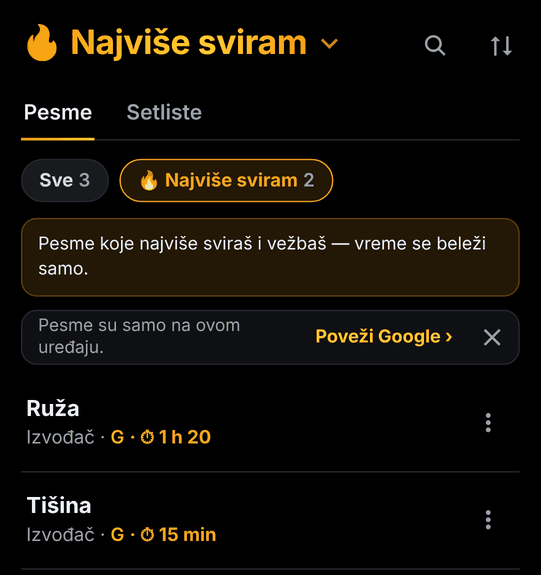 🔥 Najviše sviram
Pesme Setliste
Sve 3 🔥 Najviše sviram 2
Pesme koje najviše sviraš i vežbaš — vreme se beleži
samo.
Pesme su samo na ovom
uređaju.
Poveži Google ›
Ruža
Izvođač · G · ⏱ 1 h 20
Tišina
Izvođač · G · ⏱ 15 min